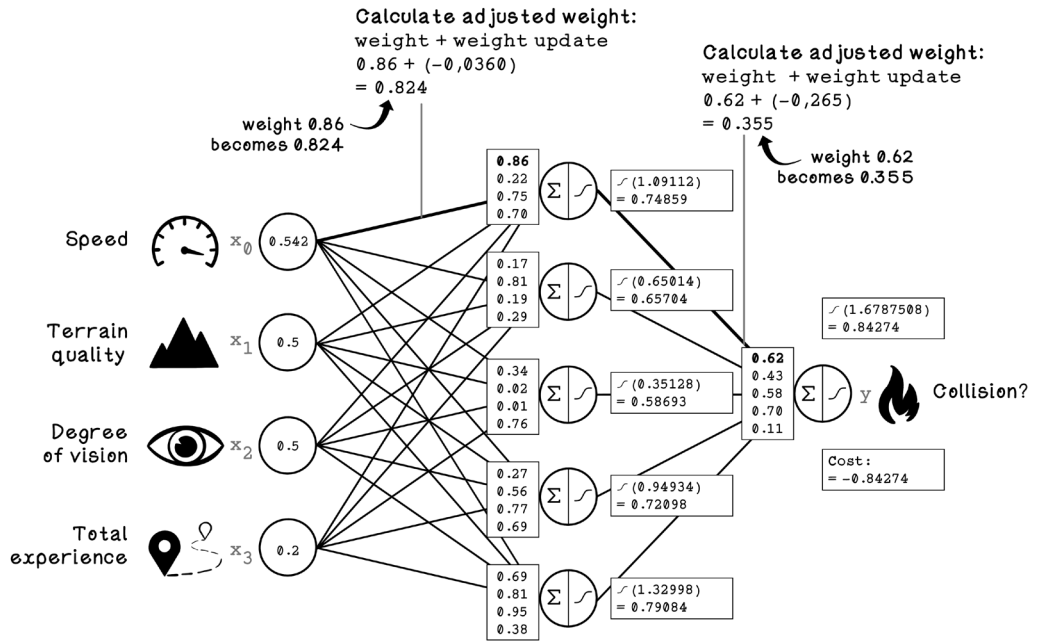 Calculate adjusted weight:
weight + weight update
0.86 + (-0,0360)
= 0.824
weight 0.86
becomes 0.824
Calculate adjusted weight:
weight + weight update
0.62 + (-0,265)
= 0.355
weight 0.62
becomes 0.355
Speed
x0
0.542
Terrain
quality
x1
0.5
Degree
of vision
x2
0.5
Total
experience
x3
0.2
0.86
0.22
0.75
0.70
Σ
(1.09112)
= 0.74859
0.17
0.81
0.19
0.29
Σ
(0.65014)
= 0.65704
0.34
0.02
0.01
0.76
Σ
(0.35128)
= 0.58693
0.27
0.56
0.77
0.69
Σ
(0.94934)
= 0.72098
0.69
0.81
0.95
0.38
Σ
(1.32998)
= 0.79084
0.62
0.43
0.58
0.70
0.11
Σ
(1.6787508)
= 0.84274
y
Collision?
Cost:
= -0.84274